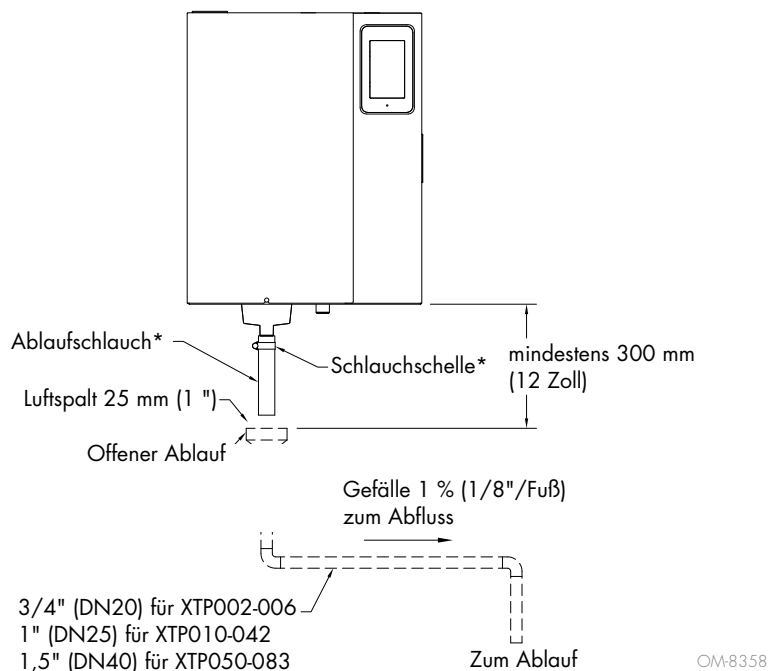 Ablaufschlauch*
Schlauchschelle*
mindestens 300 mm
(12 Zoll)
Luftspalt 25 mm (1 ")
Offener Ablauf
Gefälle 1 % (1/8"/Fuß)
zum Abfluss
3/4" (DN20) für XTP002-006
1" (DN25) für XTP010-042
1,5" (DN40) für XTP050-083
Zum Ablauf
OM-8358